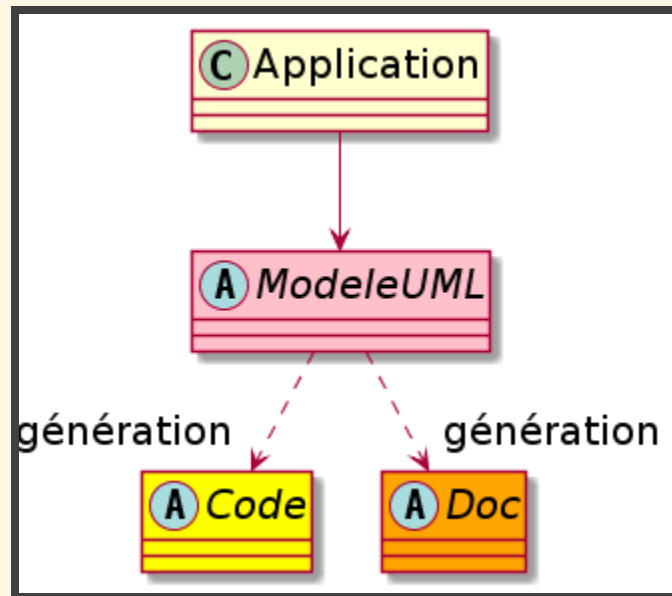 C Application
A ModeleUML
génération génération
A Code A Doc